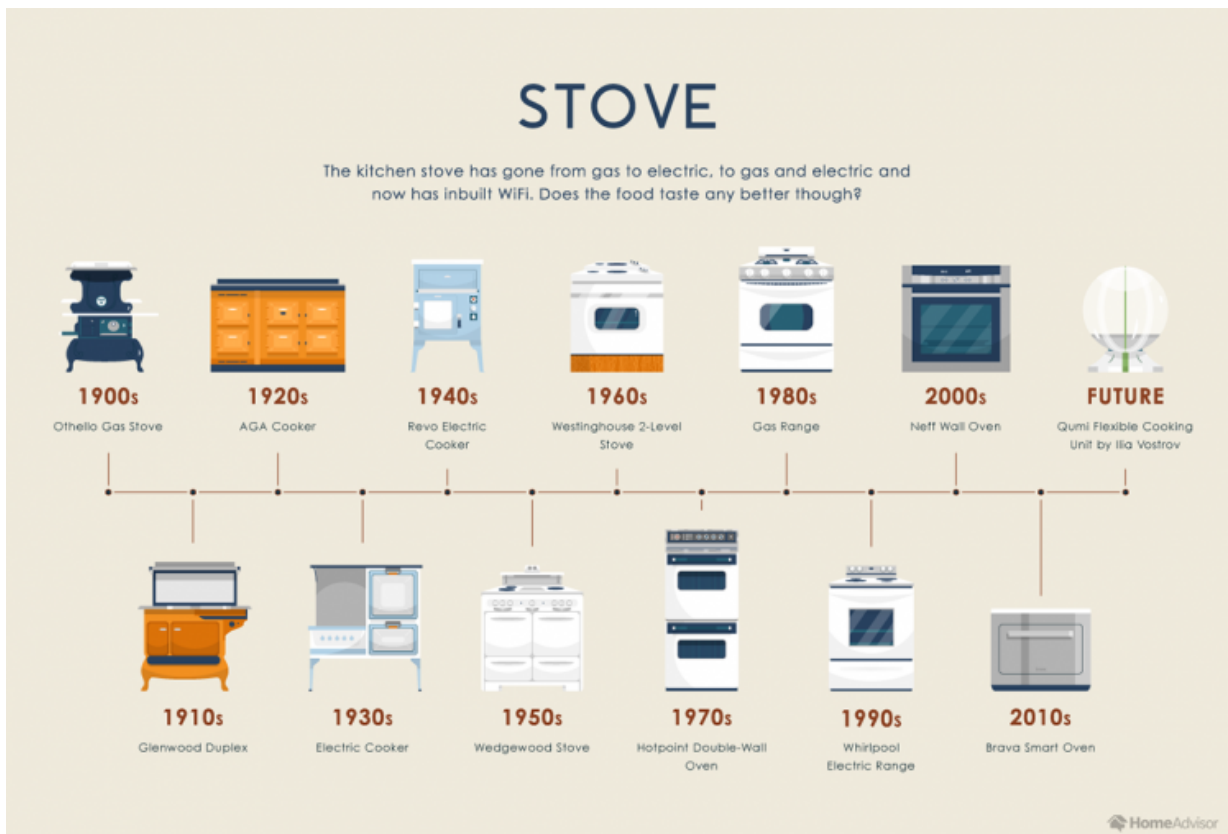 STOVE
The kitchen stove has gone from gas to electric, to gas and electric and
now has inbuilt WiFi. Does the food taste any better though?
1900s
Othello Gas Stove
1920s
AGA Cooker
1940s
Revo Electric
Cooker
1960s
Westinghouse 2-Level
Stove
1980s
Gas Range
2000s
Neff Wall Oven
FUTURE
Qumi Flexible Cooking
Unit by Ilia Vostrov
1910s
Glenwood Duplex
1930s
Electric Cooker
1950s
Wedgewood Stove
1970s
Hotpoint Double-Wall
Oven
1990s
Whirlpool
Electric Range
2010s
Brava Smart Oven
HomeAdvisor